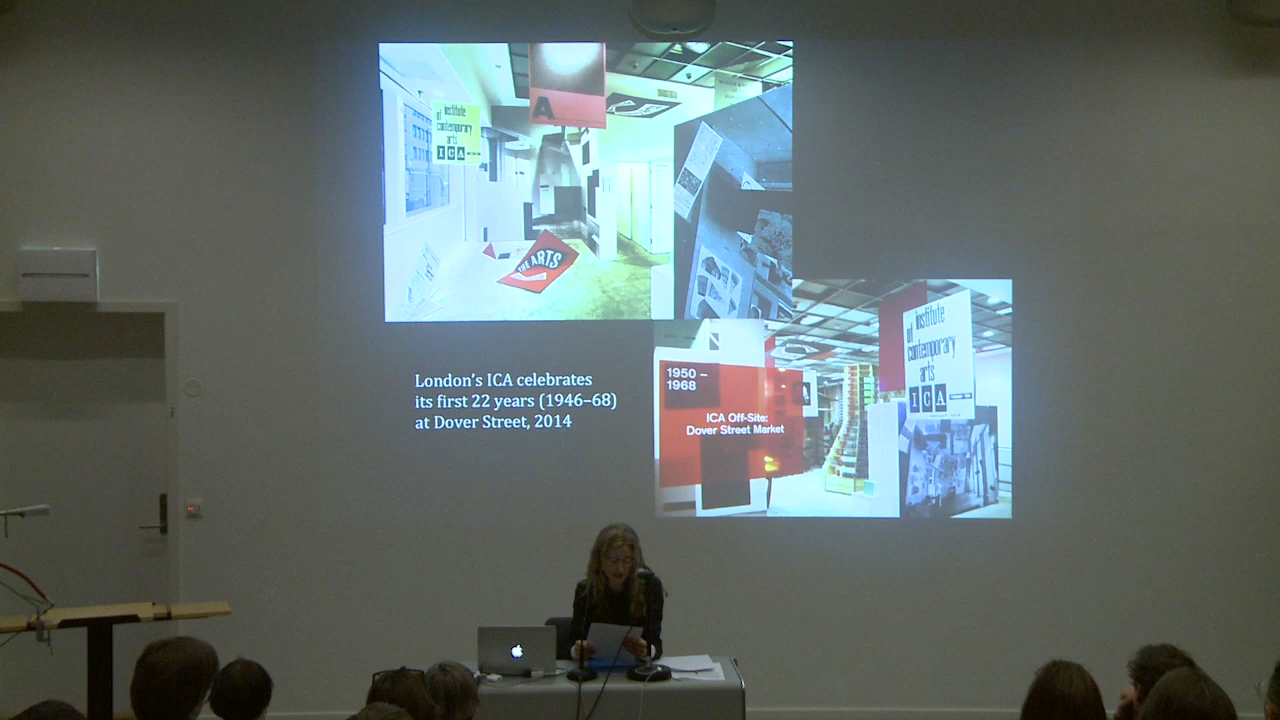 A
institute
of
contemporary
arts
ICA
THE ARTS
London's ICA celebrates
its first 22 years (1946–68)
at Dover Street, 2014
1950 –
1968
ICA Off-Site:
Dover Street Market
institute
of
contemporary
arts
ICA